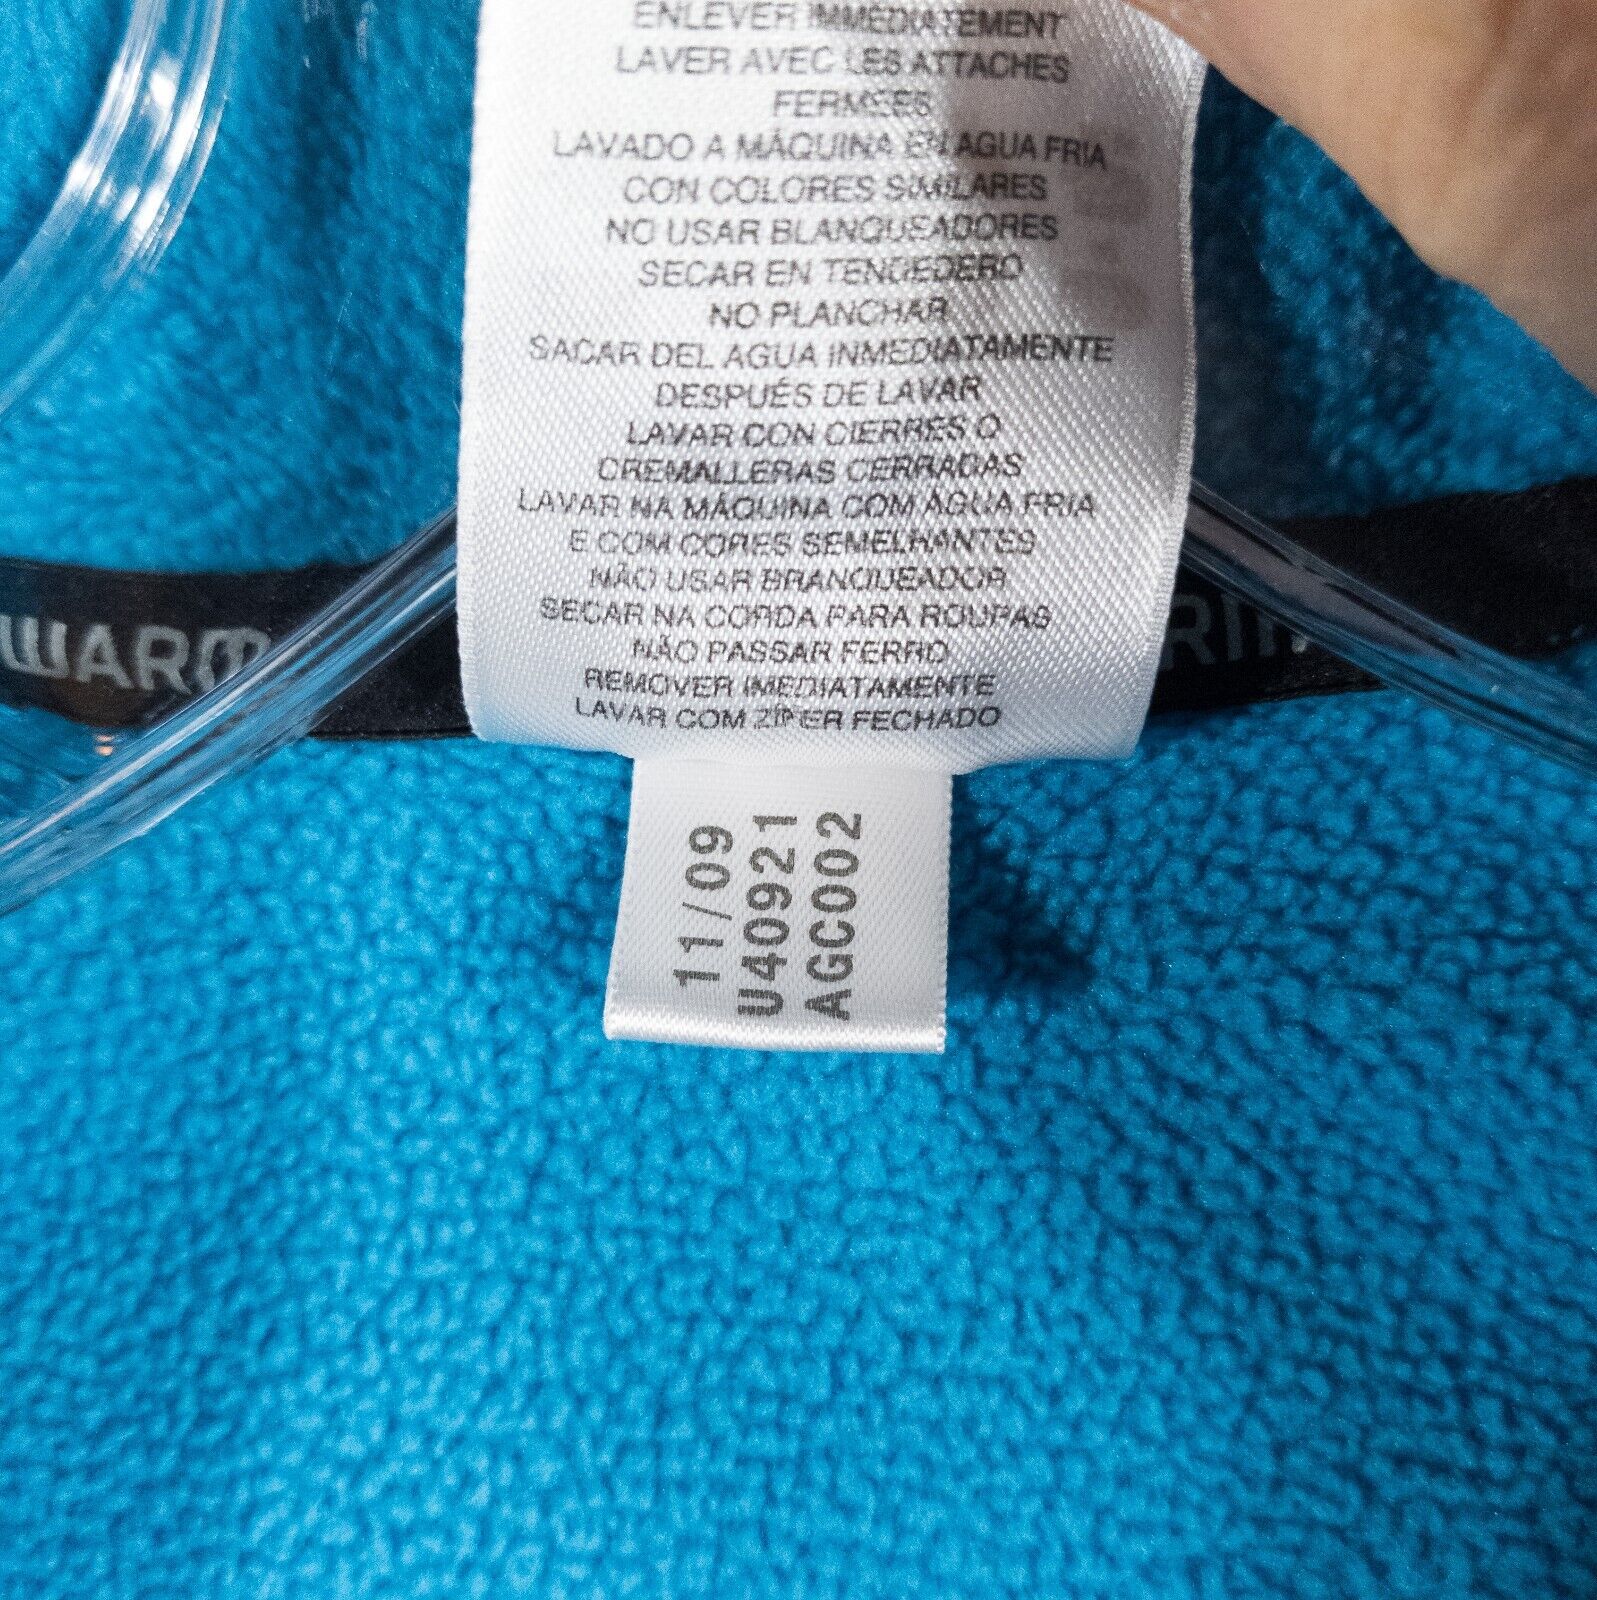 ENLEVER IMMÉDIATEMENT
LAVER AVEC LES ATTACHES
FERMÉES
LAVADO A MÁQUINA EN AGUA FRIA
CON COLORES SIMILARES
NO USAR BLANQUEADORES
SECAR EN TENDEDERO
NO PLANCHAR
SACAR DEL AGUA INMEDIATAMENTE
DESPUÉS DE LAVAR
LAVAR CON CIERRES O
CREMALLERAS CERRADAS
LAVAR NA MÁQUINA COM ÁGUA FRIA
E COM CORES SEMELHANTES
NÃO USAR BRANQUEADOR
SECAR NA CORDA PARA ROUPAS
NÃO PASSAR FERRO
REMOVER IMEDIATAMENTE
LAVAR COM ZÍPER FECHADO
WARM
11/09
U40921
AGC002